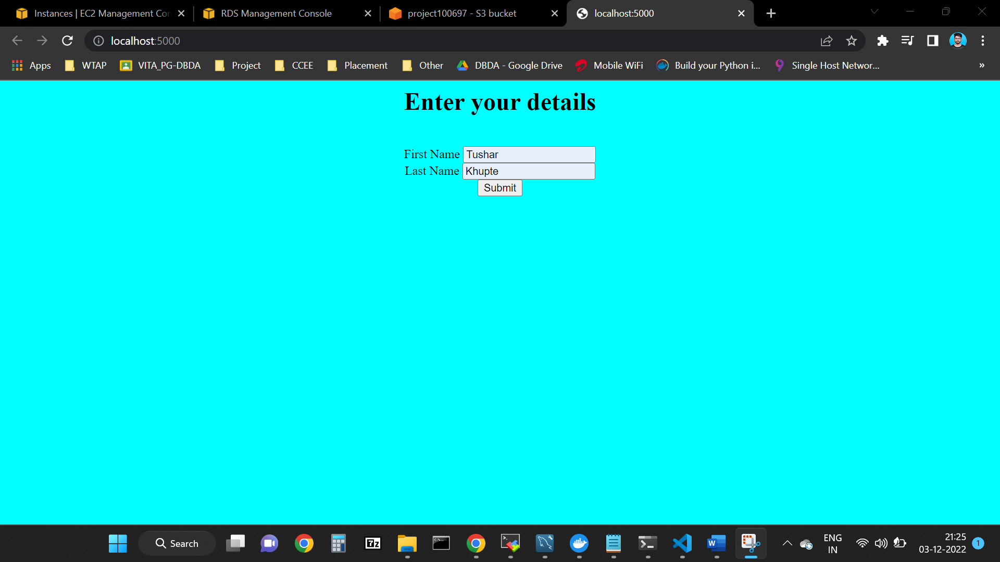 Instances | EC2 Management Con
RDS Management Console
project100697 - S3 bucket
localhost:5000
localhost:5000
Apps
WTAP
VITA_PG-DBDA
Project
CCEE
Placement
Other
DBDA - Google Drive
Mobile WiFi
Build your Python i...
Single Host Networ...
»
Enter your details
First Name Tushar
Last Name Khupte
Submit
Search
7z
C:\_
W
ENG
IN
21:25
03-12-2022
1